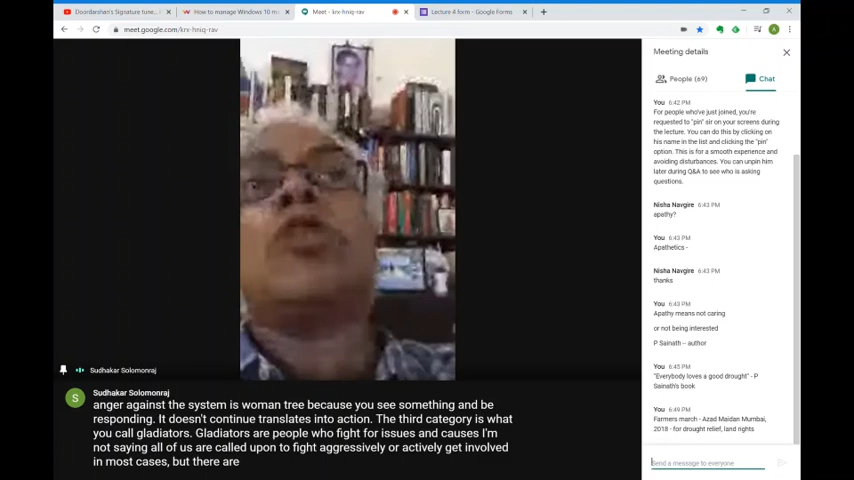 Doordarshan's Signature tune...
How to manage Windows 10 m
Meet - krv-hniq-rav
Lecture 4 form - Google Forms
meet.google.com/krv-hniq-rav
A
Meeting details
People (69)
Chat
You 6:42 PM
For people who've just joined, you're
requested to "pin" sir on your screens during
the lecture. You can do this by clicking on
his name in the list and clicking the "pin"
option. This is for a smooth experience and
avoiding disturbances. You can unpin him
later during Q&A to see who is asking
questions.
Nisha Navgire 6:43 PM
apathy?
You 6:43 PM
Apathetics -
Nisha Navgire 6:43 PM
thanks
You 6:43 PM
Apathy means not caring
or not being interested
P Sainath -- author
You 6:45 PM
"Everybody loves a good drought" - P
Sainath's book
You 6:49 PM
Farmers march - Azad Maidan Mumbai,
2018 - for drought relief, land rights
Send a message to everyone
Sudhakar Solomonraj
S
Sudhakar Solomonraj
anger against the system is woman tree because you see something and be
responding. It doesn't continue translates into action. The third category is what
you call gladiators. Gladiators are people who fight for issues and causes I'm
not saying all of us are called upon to fight aggressively or actively get involved
in most cases, but there are